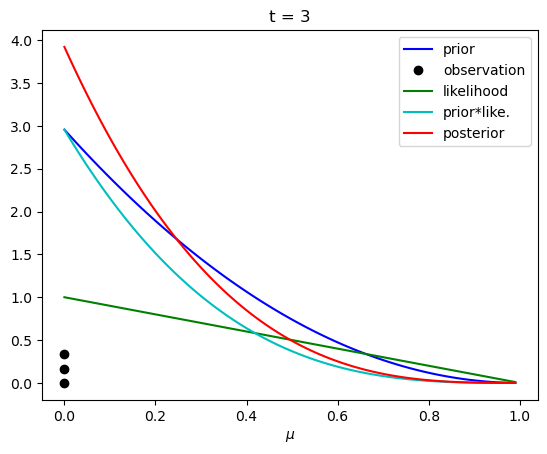 t = 3
prior
observation
likelihood
prior*like.
posterior
4.0
3.5
3.0
2.5
2.0
1.5
1.0
0.5
0.0
0.0 0.2 0.4 0.6 0.8 1.0
μ